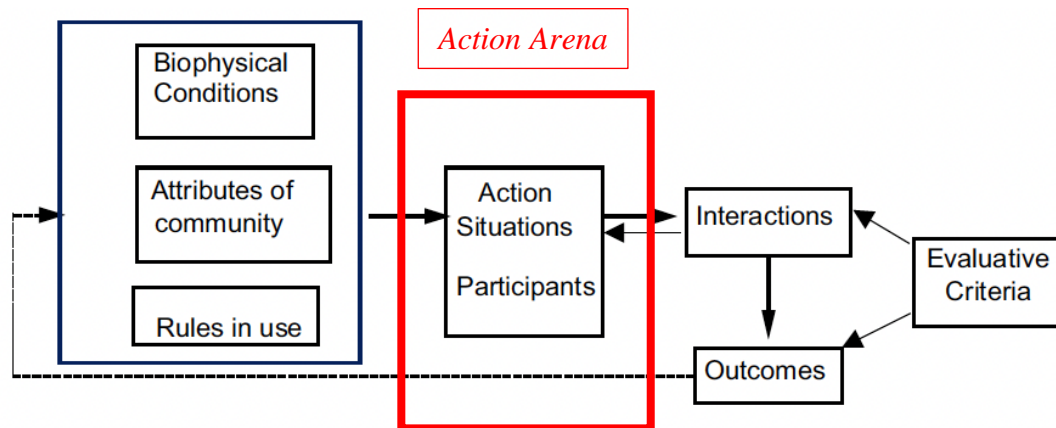 Action Arena
Biophysical
Conditions
Attributes of
community
Rules in use
Action
Situations
Participants
Interactions
Outcomes
Evaluative
Criteria